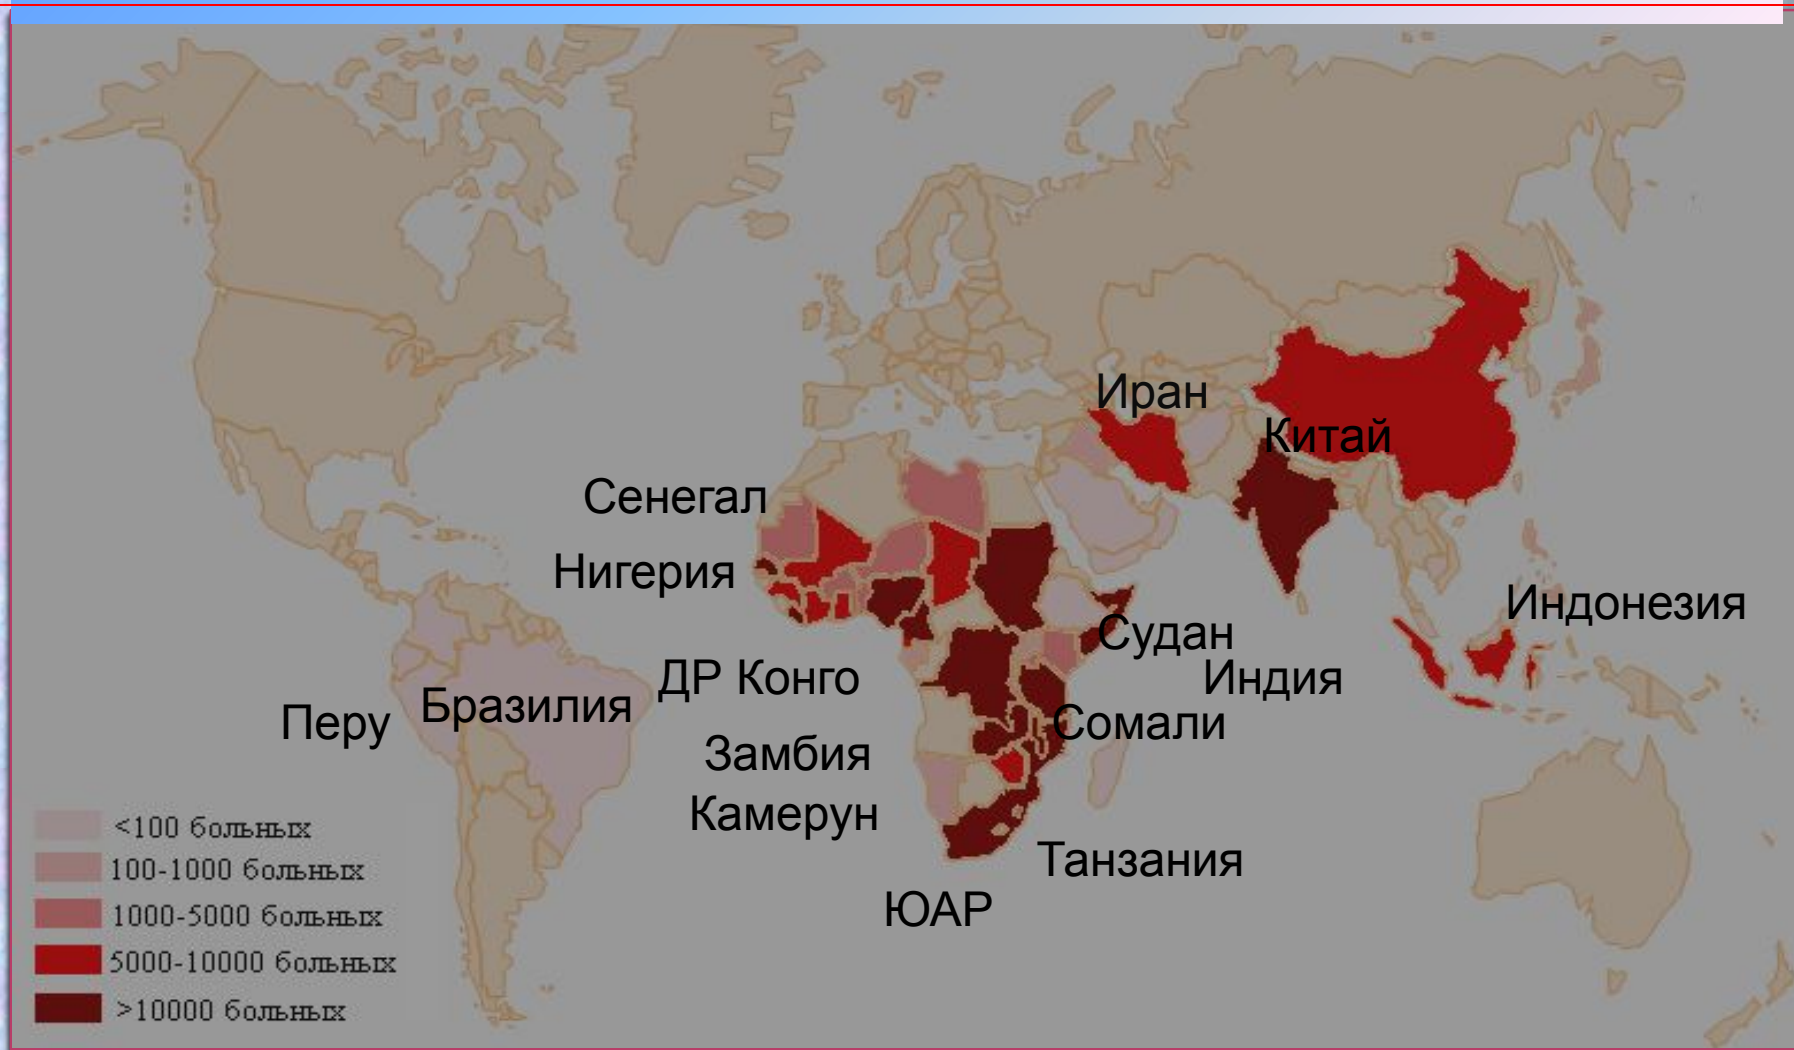 Иран
Китай
Сенегал
Нигерия
Индонезия
Судан
ДР Конго
Индия
Бразилия
Перу
Сомали
Замбия
Камерун
Танзания
ЮАР
<100 больных
100-1000 больных
1000-5000 больных
5000-10000 больных
>10000 больных